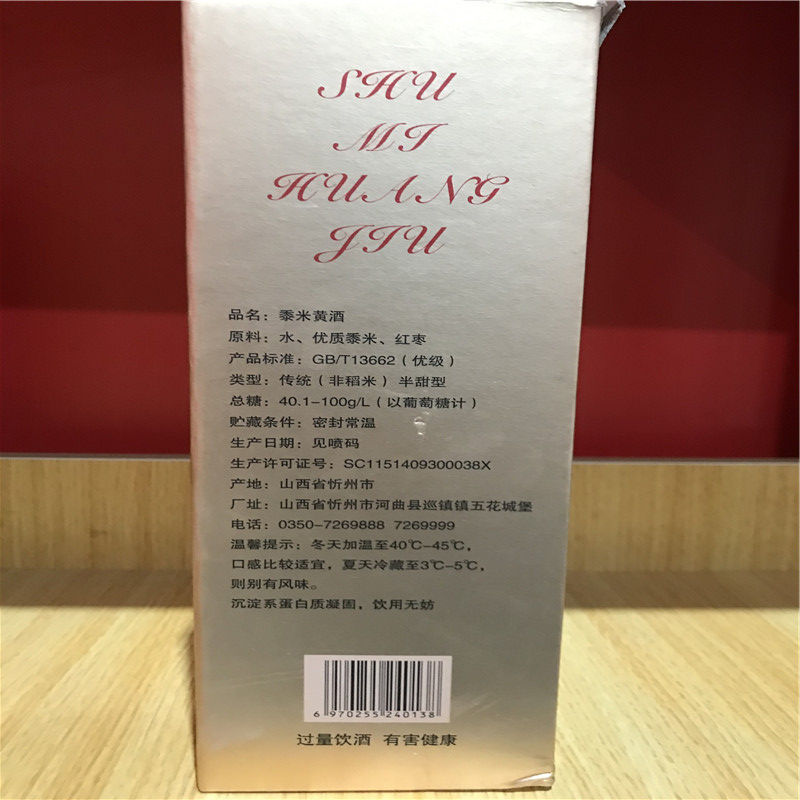 SHU
MI
HUANG
JIU
品名：黍米黄酒
原料：水、优质黍米、红枣
产品标准：GB/T13662（优级）
类型：传统（非稻米）半甜型
总糖：40.1-100g/L（以葡萄糖计）
贮藏条件：密封常温
生产日期：见喷码
生产许可证号：SC1151409300038X
产地：山西省忻州市
厂址：山西省忻州市河曲县巡镇镇五花城堡
电话：0350-7269888 7269999
温馨提示：冬天加温至40℃-45℃，
口感比较适宜，夏天冷藏至3℃-5℃，
则别有风味。
沉淀系蛋白质凝固，饮用无妨
6 970255 240138
过量饮酒 有害健康